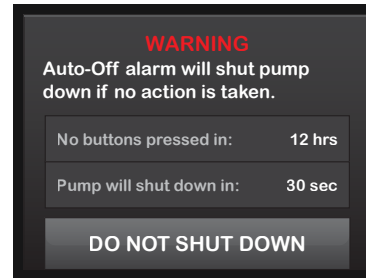 WARNING
Auto-Off alarm will shut pump
down if no action is taken.
No buttons pressed in: 12 hrs
Pump will shut down in: 30 sec
DO NOT SHUT DOWN